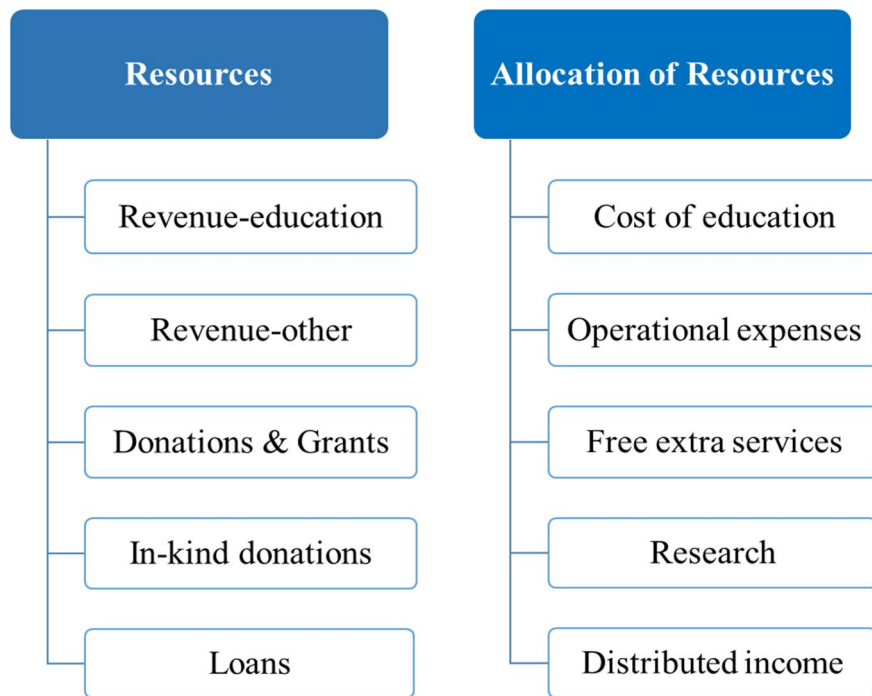 Resources
Revenue-education
Revenue-other
Donations & Grants
In-kind donations
Loans
Allocation of Resources
Cost of education
Operational expenses
Free extra services
Research
Distributed income